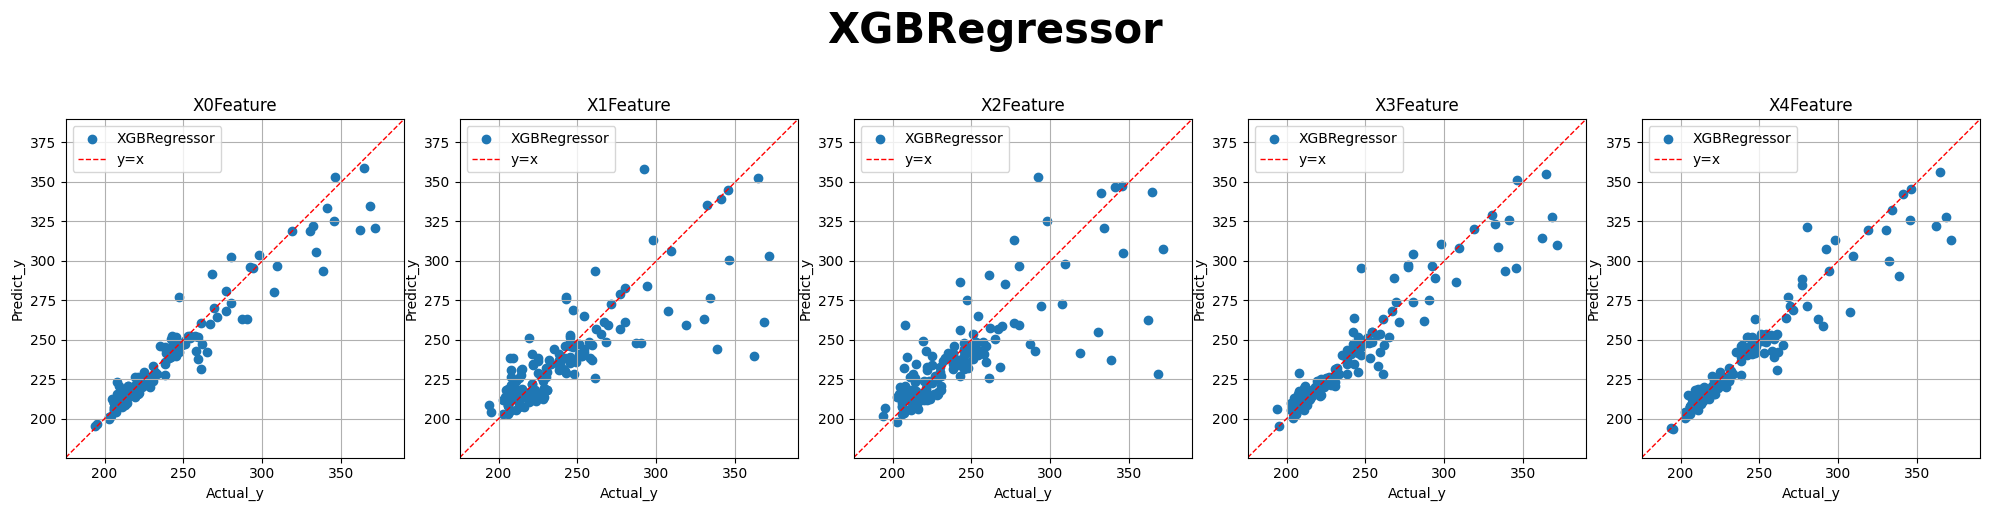 XGBRegressor
X0Feature
XGBRegressor
y=x
375
350
325
300
275
250
225
200
Predict_y
200 250 300 350
Actual_y
X1Feature
XGBRegressor
y=x
375
350
325
300
275
250
225
200
Predict_y
200 250 300 350
Actual_y
X2Feature
XGBRegressor
y=x
375
350
325
300
275
250
225
200
Predict_y
200 250 300 350
Actual_y
X3Feature
XGBRegressor
y=x
375
350
325
300
275
250
225
200
Predict_y
200 250 300 350
Actual_y
X4Feature
XGBRegressor
y=x
375
350
325
300
275
250
225
200
Predict_y
200 250 300 350
Actual_y